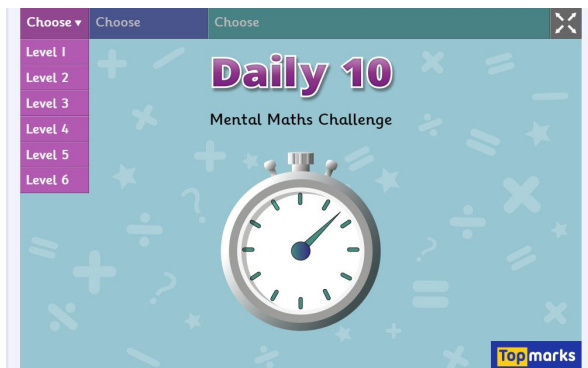 Choose ▾ Choose Choose
Level 1
Level 2
Level 3
Level 4
Level 5
Level 6
Daily 10
Mental Maths Challenge
Topmarks